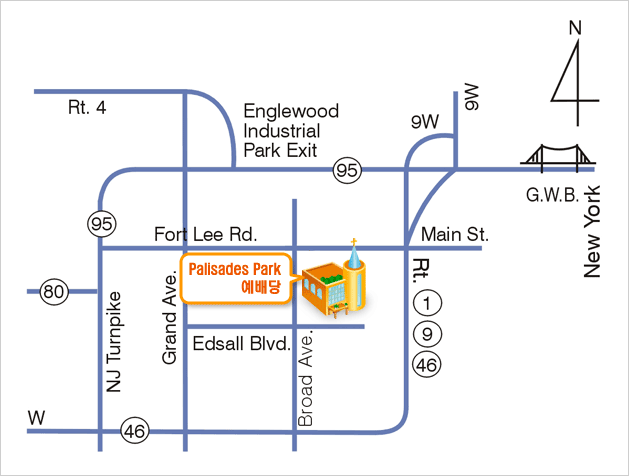 N
9W
Rt. 4
Englewood
Industrial
Park Exit
9W
95
G.W.B.
New York
95
Fort Lee Rd.
Main St.
Palisades Park
예배당
Rt.
1
9
46
80
NJ Turnpike
Grand Ave.
Edsall Blvd.
Broad Ave.
W
46